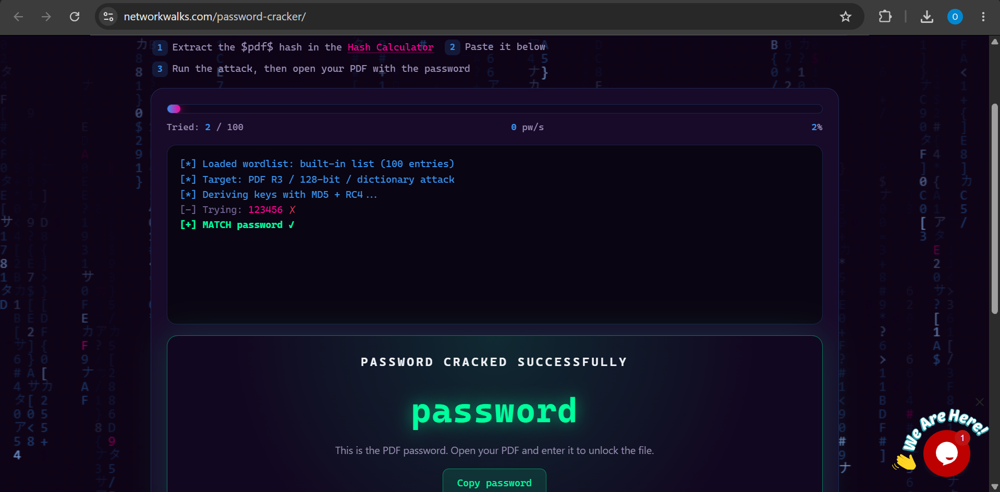 networkwalks.com/password-cracker/
O
1 Extract the $pdf$ hash in the Hash Calculator 2 Paste it below
3 Run the attack, then open your PDF with the password
Tried: 2 / 100 0 pw/s 2%
[*] Loaded wordlist: built-in list (100 entries)
[*] Target: PDF R3 / 128-bit / dictionary attack
[*] Deriving keys with MD5 + RC4...
[-] Trying: 123456 ✗
[+] MATCH password ✓
PASSWORD CRACKED SUCCESSFULLY
password
This is the PDF password. Open your PDF and enter it to unlock the file.
Copy password
We Are Here!
1